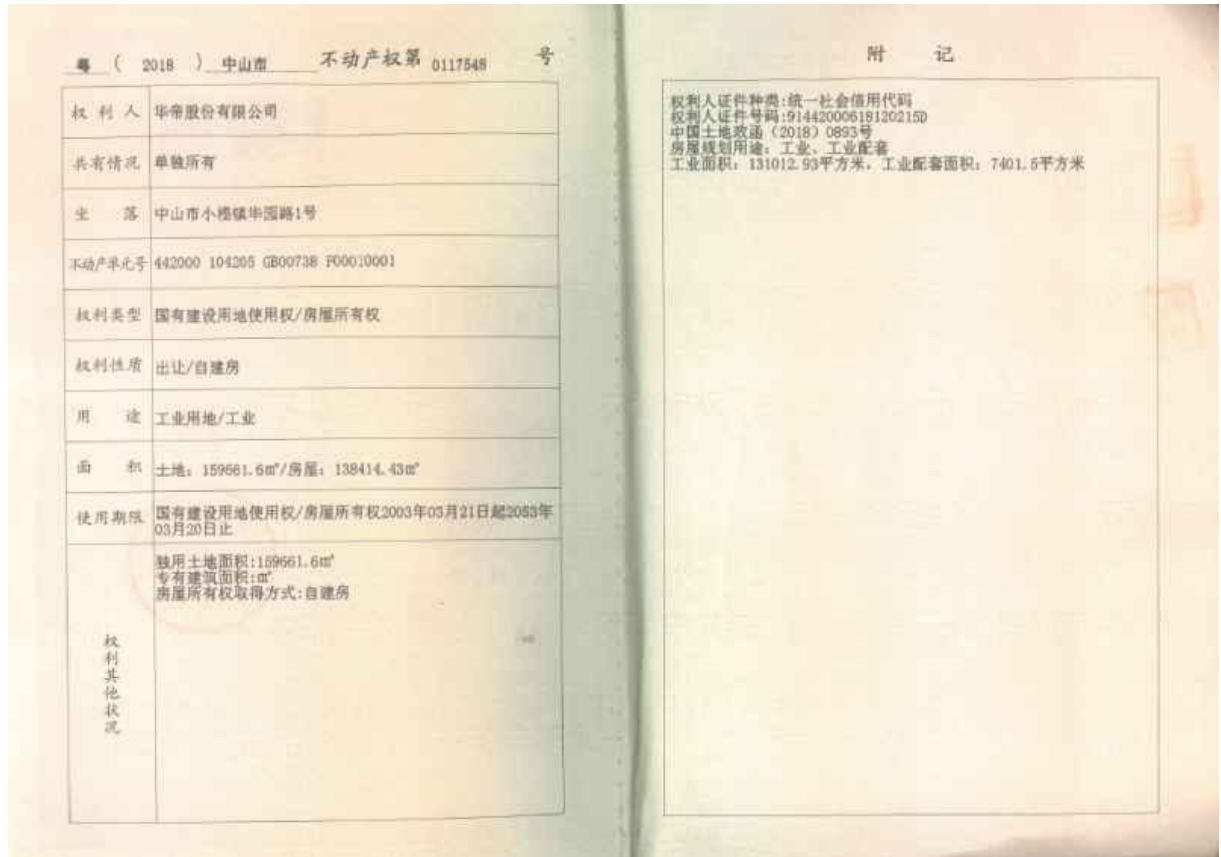 粤 ( 2018 ) 中山市 不动产权第 0117548 号
权利人 华帝股份有限公司
共有情况 单独所有
坐落 中山市小榄镇华园路1号
不动产单元号 442000 104205 GB00738 F00010001
权利类型 国有建设用地使用权/房屋所有权
权利性质 出让/自建房
用途 工业用地/工业
面积 土地: 159661.6㎡/房屋: 138414.43㎡
使用期限 国有建设用地使用权/房屋所有权2003年03月21日起2053年
03月20日止
权利其他状况
独用土地面积:159661.6㎡
专有建筑面积:㎡
房屋所有权取得方式:自建房
附记
权利人证件种类:统一社会信用代码
权利人证件号码:91442000618120215D
中国土地政函(2018)0893号
房屋规划用途: 工业、工业配套
工业面积: 131012.93平方米, 工业配套面积: 7401.5平方米